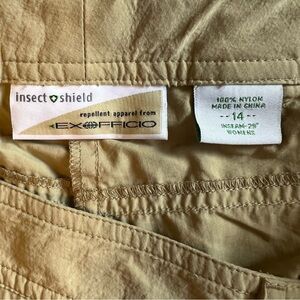 insect shield
repellent apparel from
EXOFFICIO
100% NYLON
MADE IN CHINA
-- 14 --
INSEAM-29"
WOMENS